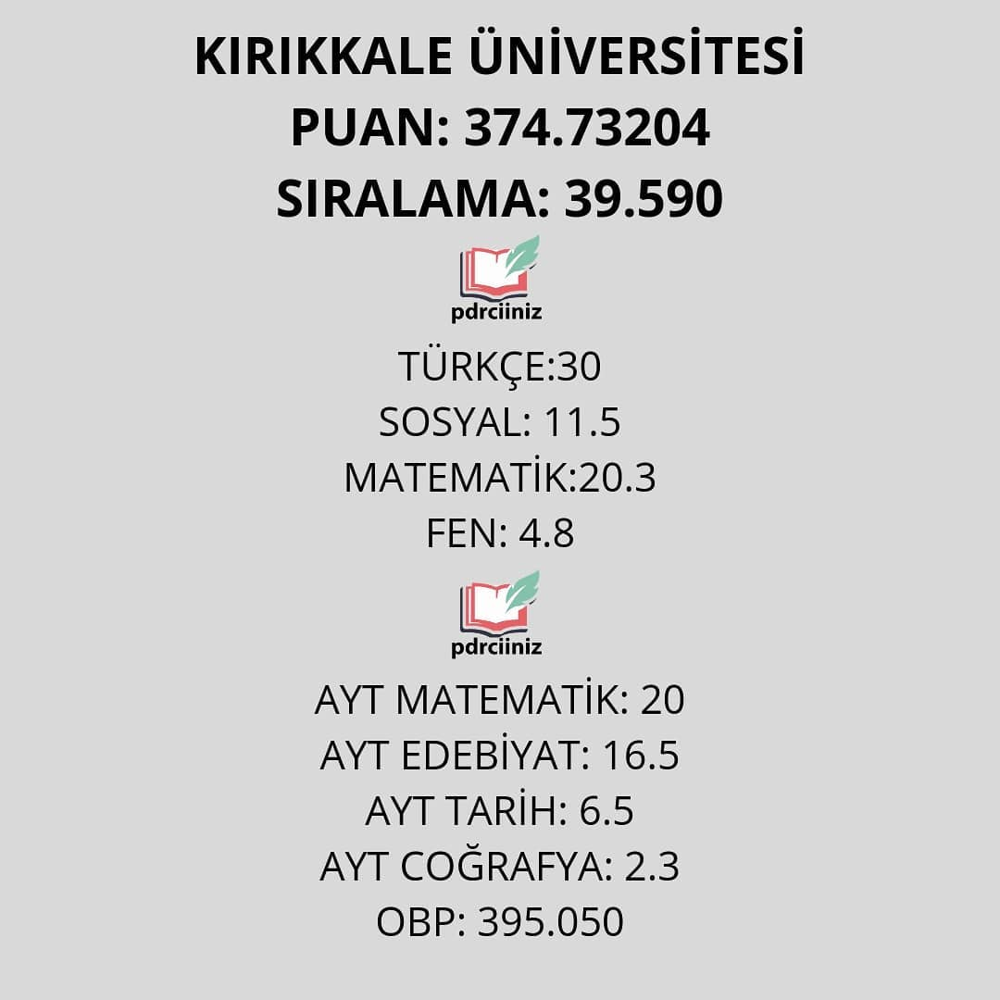 KIRIKKALE ÜNİVERSİTESİ
PUAN: 374.73204
SIRALAMA: 39.590
pdrciiniz
TÜRKÇE:30
SOSYAL: 11.5
MATEMATİK:20.3
FEN: 4.8
pdrciiniz
AYT MATEMATİK: 20
AYT EDEBİYAT: 16.5
AYT TARİH: 6.5
AYT COĞRAFYA: 2.3
OBP: 395.050